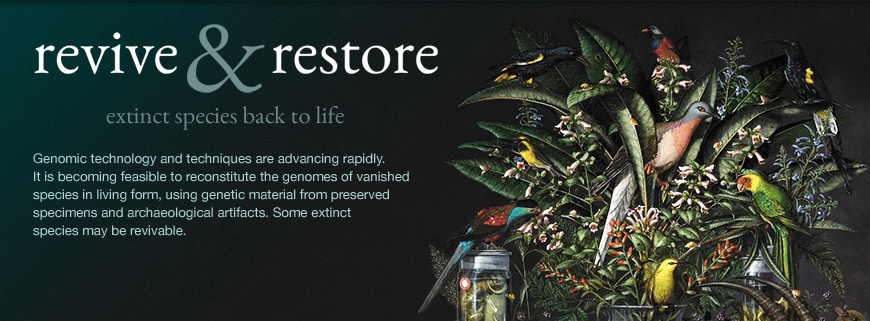 revive & restore
extinct species back to life
Genomic technology and techniques are advancing rapidly.
It is becoming feasible to reconstitute the genomes of vanished
species in living form, using genetic material from preserved
specimens and archaeological artifacts. Some extinct
species may be revivable.